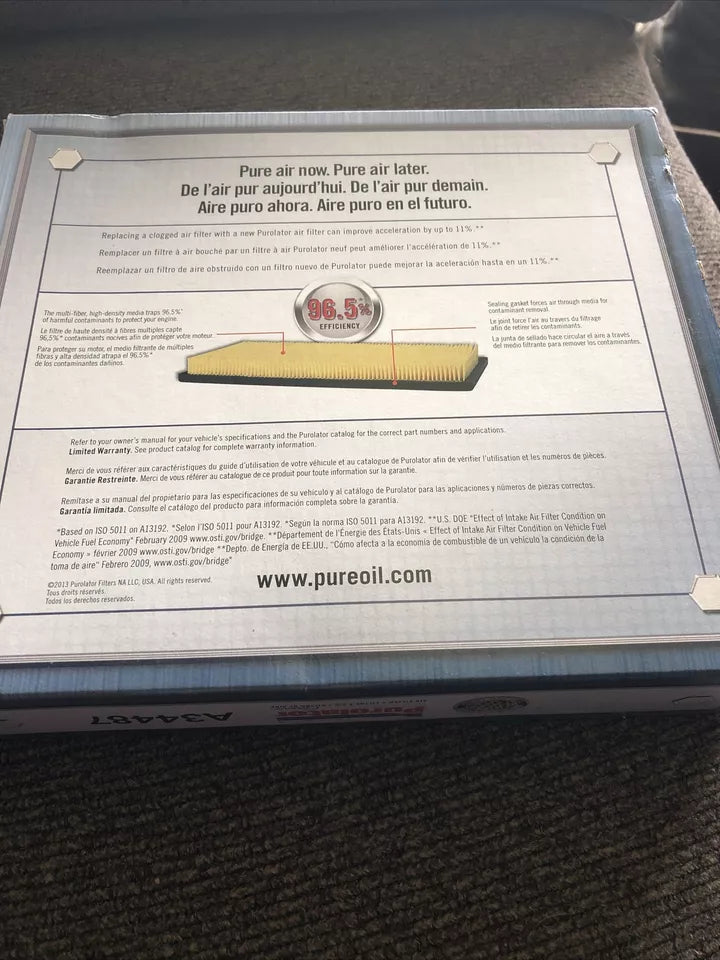 Pure air now. Pure air later.
De l'air pur aujourd'hui. De l'air pur demain.
Aire puro ahora. Aire puro en el futuro.
Replacing a clogged air filter with a new Purolator air filter can improve acceleration by up to 11%.**
Remplacer un filtre à air bouché par un filtre à air Purolator neuf peut améliorer l'accélération de 11%.**
Reemplazar un filtro de aire obstruido con un filtro nuevo de Purolator puede mejorar la aceleración hasta en un 11%.**
The multi-fiber, high-density media traps 96.5%*
of harmful contaminants to protect your engine.
Le filtre de haute densité à fibres multiples capte
96,5%* contaminants nocives afin de protéger votre moteur.
Para proteger su motor, el medio filtrante de múltiples
fibras y alta densidad atrapa el 96.5%*
de los contaminantes dañinos.
96.5%*
EFFICIENCY
Sealing gasket forces air through media for
contaminant removal.
Le joint force l'air au travers du filtrage
afin de retirer les contaminants.
La junta de sellado hace circular el aire a través
del medio filtrante para remover los contaminantes.
Refer to your owner's manual for your vehicle's specifications and the Purolator catalog for the correct part numbers and applications.
Limited Warranty. See product catalog for complete warranty information.
Merci de vous référer aux caractéristiques du guide d'utilisation de votre véhicule et au catalogue de Purolator afin de vérifier l'utilisation et les numéros de pièces.
Garantie Restreinte. Merci de vous référer au catalogue de ce produit pour toute information sur la garantie.
Remítase a su manual del propietario para las especificaciones de su vehículo y al catálogo de Purolator para las aplicaciones y números de piezas correctos.
Garantía limitada. Consulte el catálogo del producto para información completa sobre la garantía.
*Based on ISO 5011 on A13192. *Selon l'ISO 5011 pour A13192. *Según la norma ISO 5011 para A13192. **U.S. DOE "Effect of Intake Air Filter Condition on
Vehicle Fuel Economy" February 2009 www.osti.gov/bridge. **Département de l'Énergie des États-Unis « Effect of Intake Air Filter Condition on Vehicle Fuel
Economy » février 2009 www.osti.gov/bridge **Depto. de Energía de EE.UU., "Cómo afecta a la economía de combustible de un vehículo la condición de la
toma de aire" Febrero 2009, www.osti.gov/bridge"
©2013 Purolator Filters NA LLC, USA. All rights reserved.
Tous droits réservés.
Todos los derechos reservados.
www.pureoil.com
Purolator
A34487